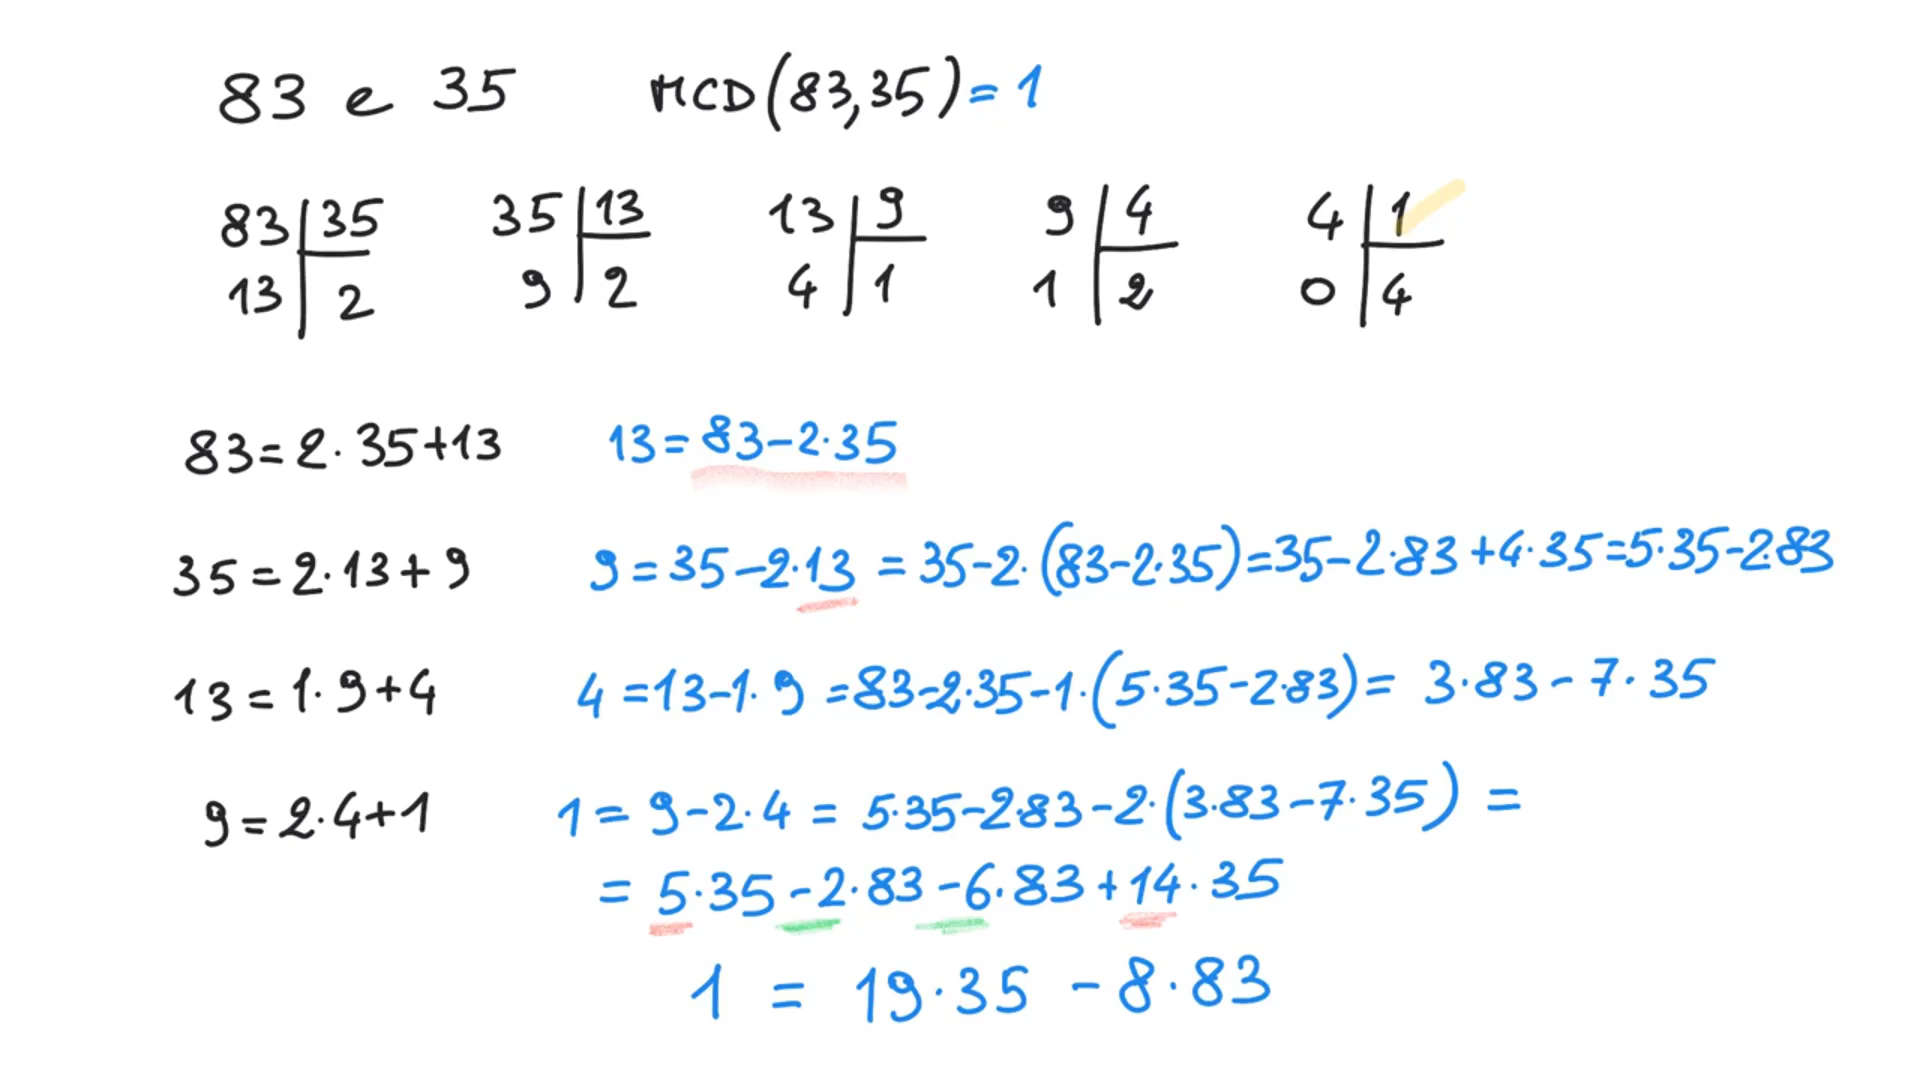 83 e 35 MCD(83,35)=1
83 35 35 13 13 9 9 4 4 1
13 2 9 2 4 1 1 2 0 4
83=2·35+13 13=83-2·35
35=2·13+9 9=35-2·13=35-2·(83-2·35)=35-2·83+4·35=5·35-2·83
13=1·9+4 4=13-1·9=83-2·35-1·(5·35-2·83)=3·83-7·35
9=2·4+1 1=9-2·4=5·35-2·83-2·(3·83-7·35)=
=5·35-2·83-6·83+14·35
1=19·35-8·83